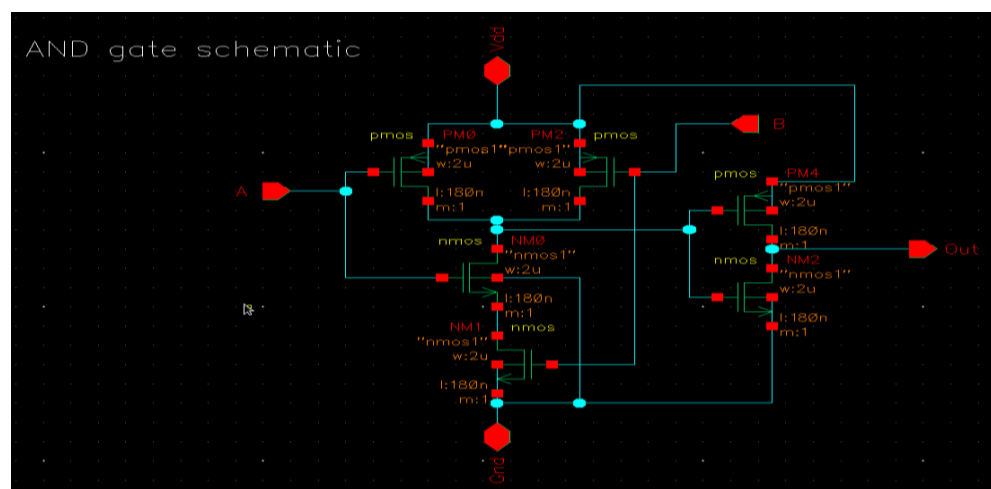 AND gate schematic
Vdd
pmos PM0 PM2 pmos
"pmos1" "pmos1"
w:2u w:2u
B
A
l:180n l:180n
m:1 m:1
pmos PM4
"pmos1"
w:2u
l:180n
m:1
nmos NM0
"nmos1"
w:2u
l:180n
m:1
Out
nmos NM2
"nmos1"
w:2u
l:180n
m:1
NM1 nmos
"nmos1"
w:2u
l:180n
m:1
Gnd